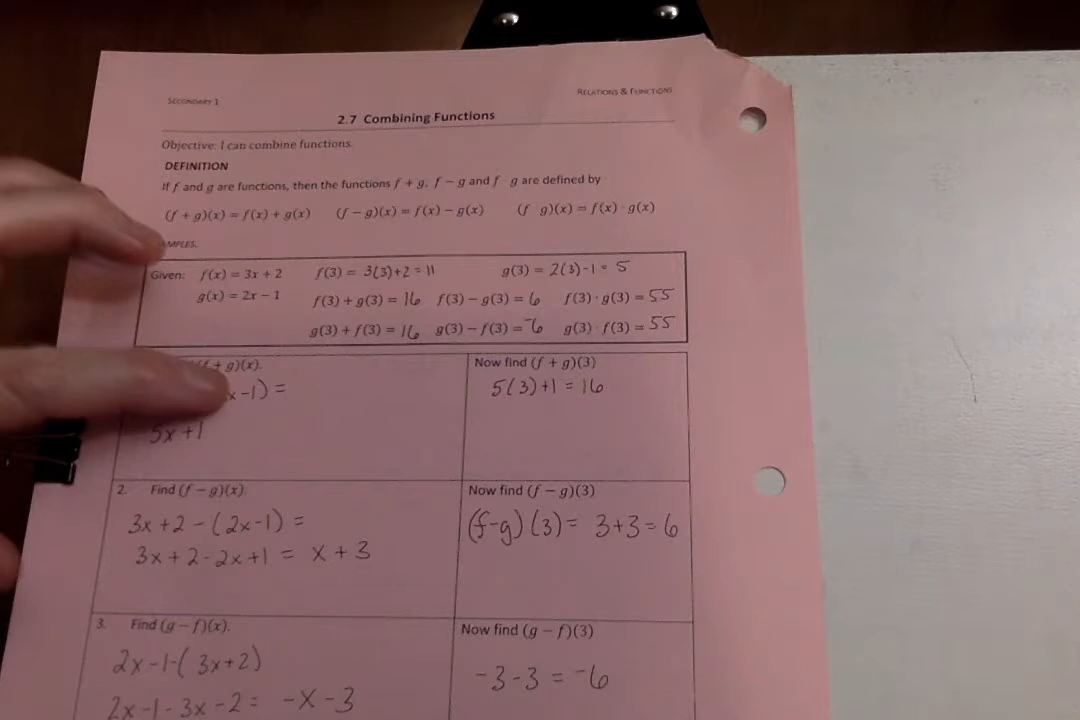 SECONDARY 1
RELATIONS & FUNCTIONS
2.7 Combining Functions
Objective: I can combine functions.
DEFINITION
If f and g are functions, then the functions f + g, f − g and f · g are defined by
(f + g)(x) = f(x) + g(x) (f − g)(x) = f(x) − g(x) (f g)(x) = f(x) · g(x)
Given: f(x) = 3x + 2 f(3) = 3(3)+2 = 11 g(3) = 2(3)-1 = 5
g(x) = 2x − 1 f(3) + g(3) = 16 f(3) − g(3) = 6 f(3) · g(3) = 55
g(3) + f(3) = 16 g(3) − f(3) = -6 g(3) · f(3) = 55
+ g)(x).
x-1) =
5x+1
Now find (f + g)(3)
5(3)+1 = 16
2. Find (f − g)(x).
3x+2-(2x-1) =
3x+2-2x+1 = x+3
Now find (f − g)(3)
(f-g)(3) = 3+3=6
3. Find (g − f)(x).
2x-1-(3x+2)
2x-1-3x-2 = -x-3
Now find (g − f)(3)
-3-3 = -6